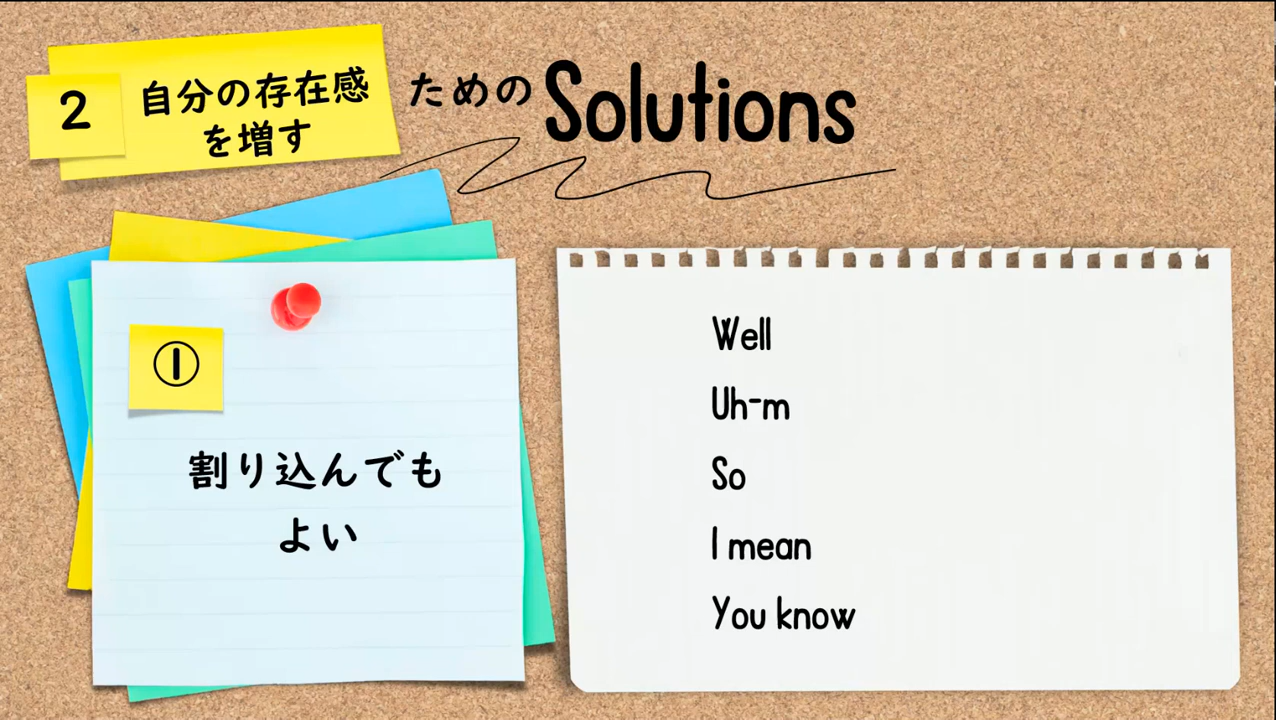 2
自分の存在感
を増す
ための Solutions
①
割り込んでも
よい
Well
Uh-m
So
I mean
You know